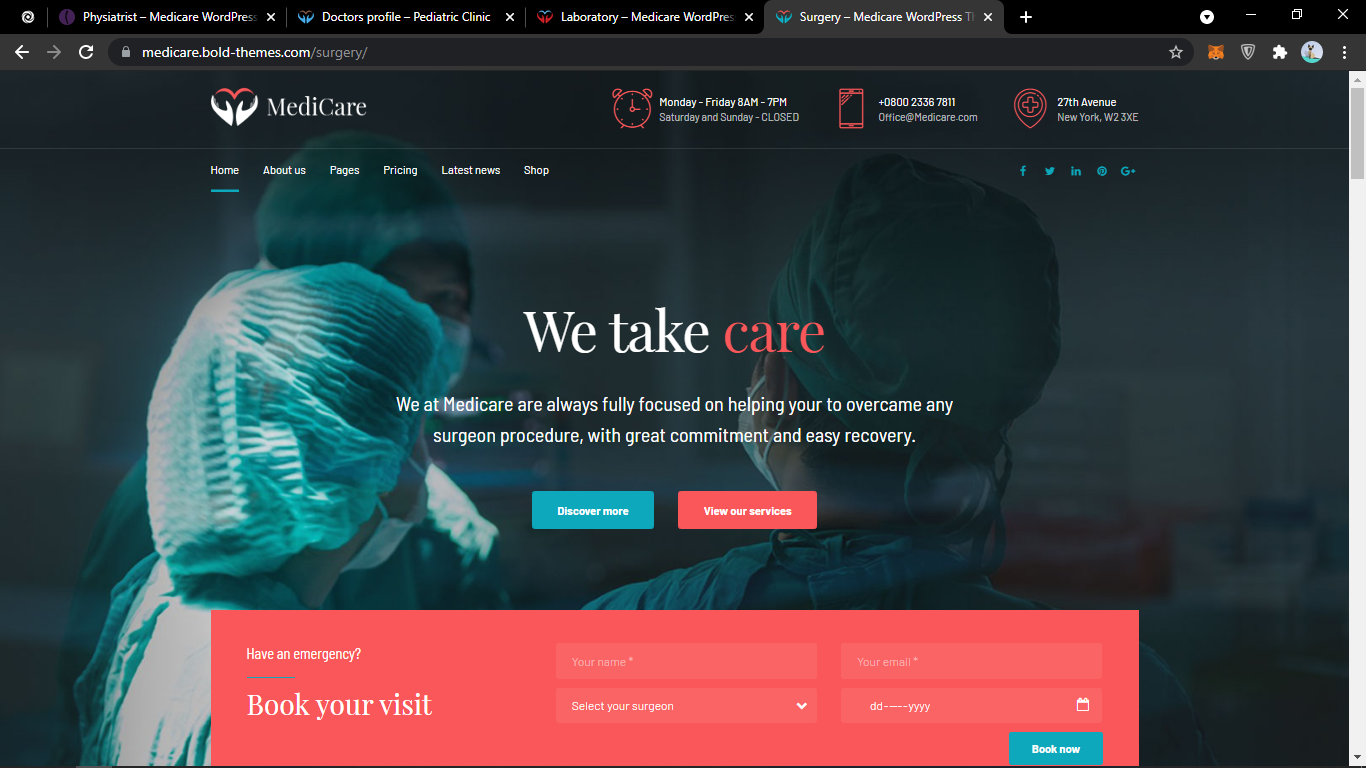 Physiatrist – Medicare WordPress
Doctors profile – Pediatric Clinic
Laboratory – Medicare WordPress
Surgery – Medicare WordPress Th
medicare.bold-themes.com/surgery/
MediCare
Monday - Friday 8AM - 7PM
Saturday and Sunday - CLOSED
+0800 2336 7811
Office@Medicare.com
27th Avenue
New York, W2 3XE
Home
About us
Pages
Pricing
Latest news
Shop
We take care
We at Medicare are always fully focused on helping your to overcame any
surgeon procedure, with great commitment and easy recovery.
Discover more
View our services
Have an emergency?
Book your visit
Your name *
Your email *
Select your surgeon
dd-----yyyy
Book now